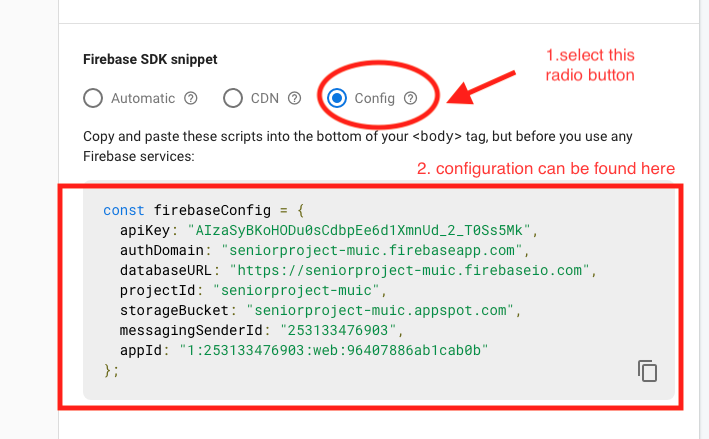 Firebase SDK snippet
1.select this
radio button
Automatic
CDN
Config
Copy and paste these scripts into the bottom of your <body> tag, but before you use any
Firebase services:
2. configuration can be found here
const firebaseConfig = {
apiKey: "AIzaSyBKoHODu0sCdbpEe6d1XmnUd_2_T0Ss5Mk",
authDomain: "seniorproject-muic.firebaseapp.com",
databaseURL: "https://seniorproject-muic.firebaseio.com",
projectId: "seniorproject-muic",
storageBucket: "seniorproject-muic.appspot.com",
messagingSenderId: "253133476903",
appId: "1:253133476903:web:96407886ab1cab0b"
};